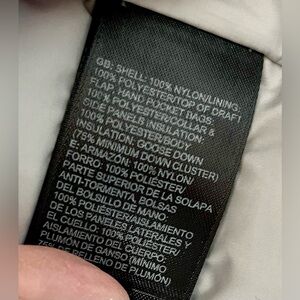 GB: SHELL: 100% NYLON/LINING:
100% POLYESTER/TOP OF DRAFT
FLAP, HAND POCKET BAGS:
100% POLYESTER/COLLAR &
SIDE PANELS INSULATION:
100% POLYESTER/BODY
INSULATION: GOOSE DOWN
(75% MINIMUM, DOWN CLUSTER)
E: ARMAZÓN: 100% NYLON/
FORRO: 100% POLIÉSTER/
PARTE SUPERIOR DE LA SOLAPA
ANTITORMENTA, BOLSAS
DEL BOLSILLO DE MANO:
100% POLIÉSTER/AISLAMIENTO
DE LOS PANELES LATERALES Y
EL CUELLO: 100% POLIÉSTER/
AISLAMIENTO DEL CUERPO:
PLUMÓN DE GANSO (MÍNIMO
75% DE RELLENO DE PLUMÓN)